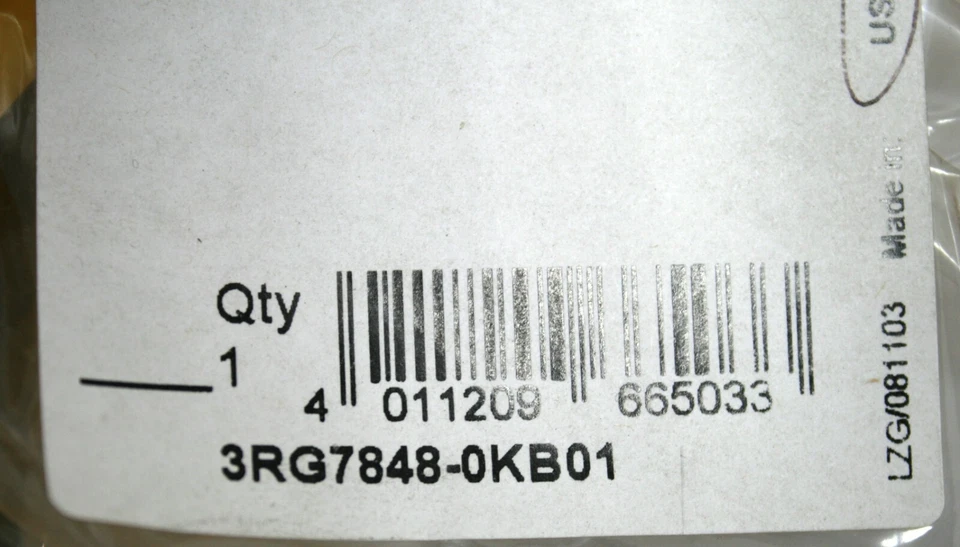 Qty
1
4 011209 665033
3RG7848-0KB01
LZG/081103 Made in
US